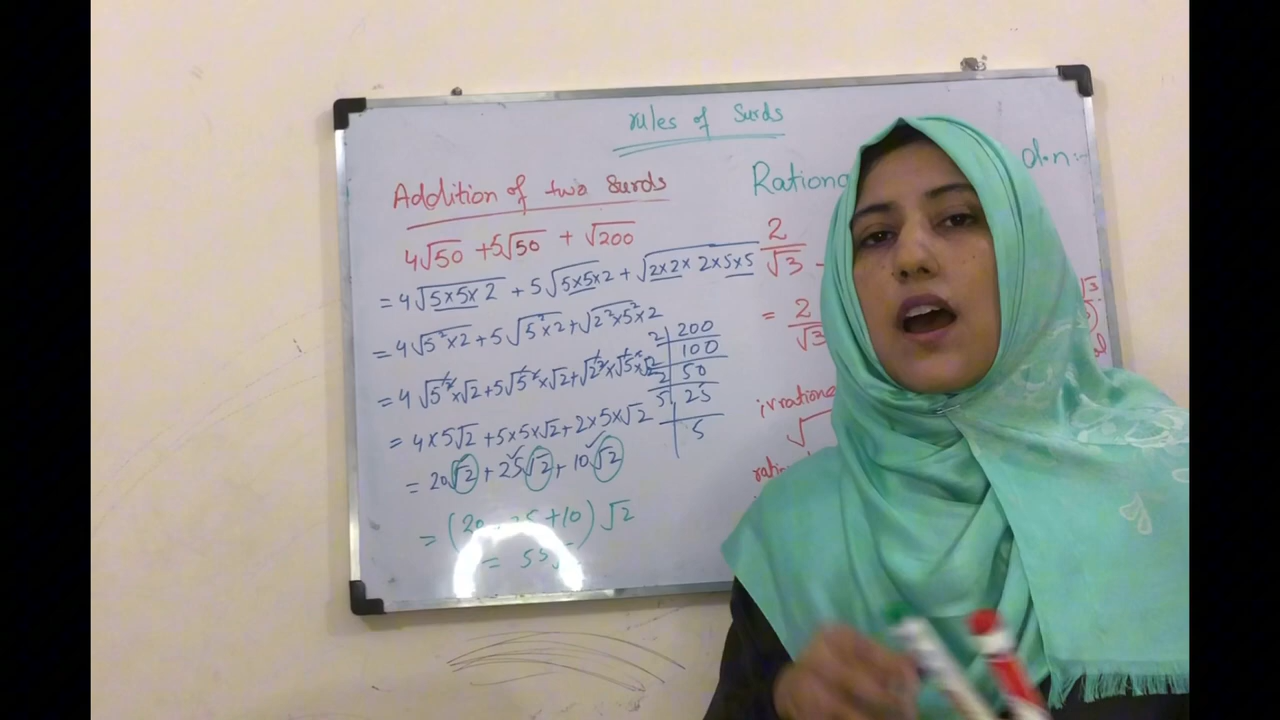 rules of Surds
Addition of two Surds
4√50 + 5√50 + √200
= 4√5×5×2 + 5√5×5×2 + √2×2×2×5×5
= 4√5²×2 + 5√5²×2 + √2²×5²×2
= 4√5²×√2 + 5√5²×√2 + √2²×√5²×√2
= 4×5√2 + 5×5×√2 + 2×5×√2
= 20√2 + 25√2 + 10√2
= (20 + 25 + 10)√2
= 55√
2 | 200
2 | 100
2 | 50
5 | 25
| 5
d.n:-
2/√3
= 2/√3
√3